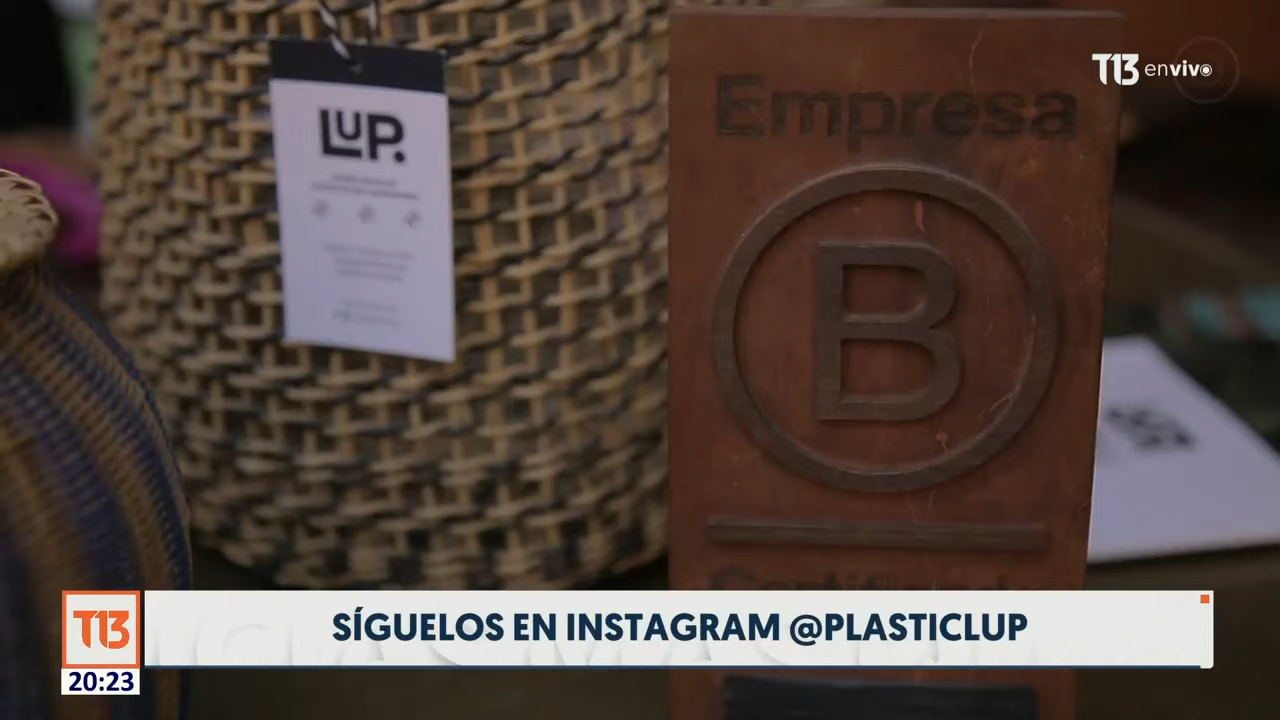 LUP.
Empresa
B
T13 envivo
SÍGUELOS EN INSTAGRAM @PLASTICLUP
T13
20:23